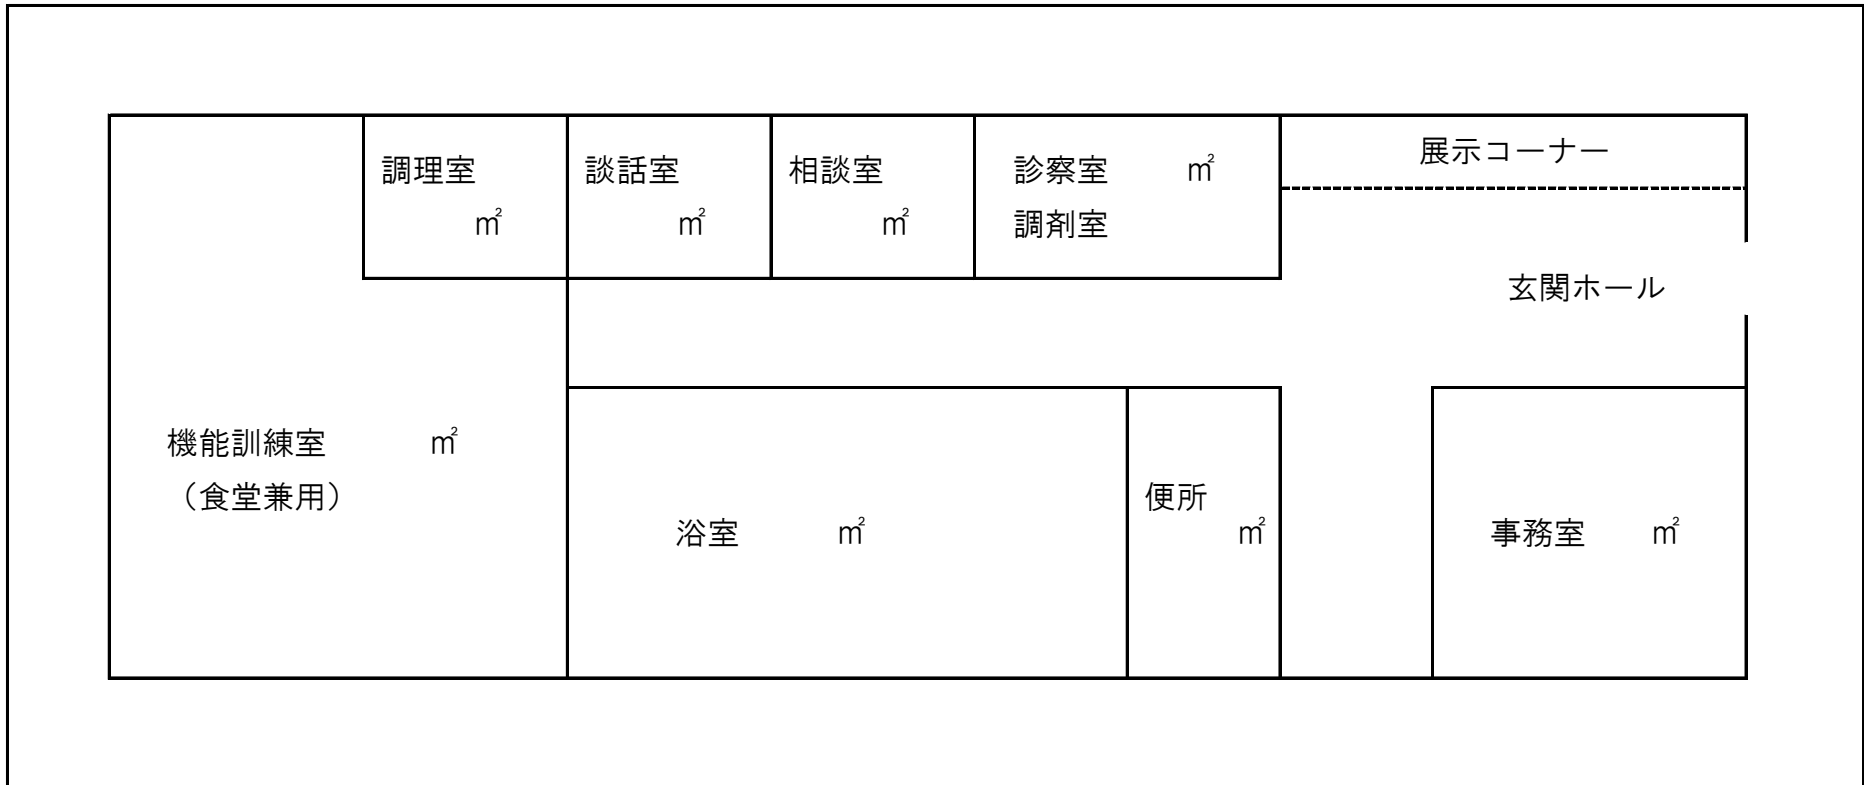 調理室
㎡
談話室
㎡
相談室
㎡
診察室 ㎡
調剤室
展示コーナー
玄関ホール
機能訓練室 ㎡
（食堂兼用）
浴室 ㎡
便所
㎡
事務室 ㎡